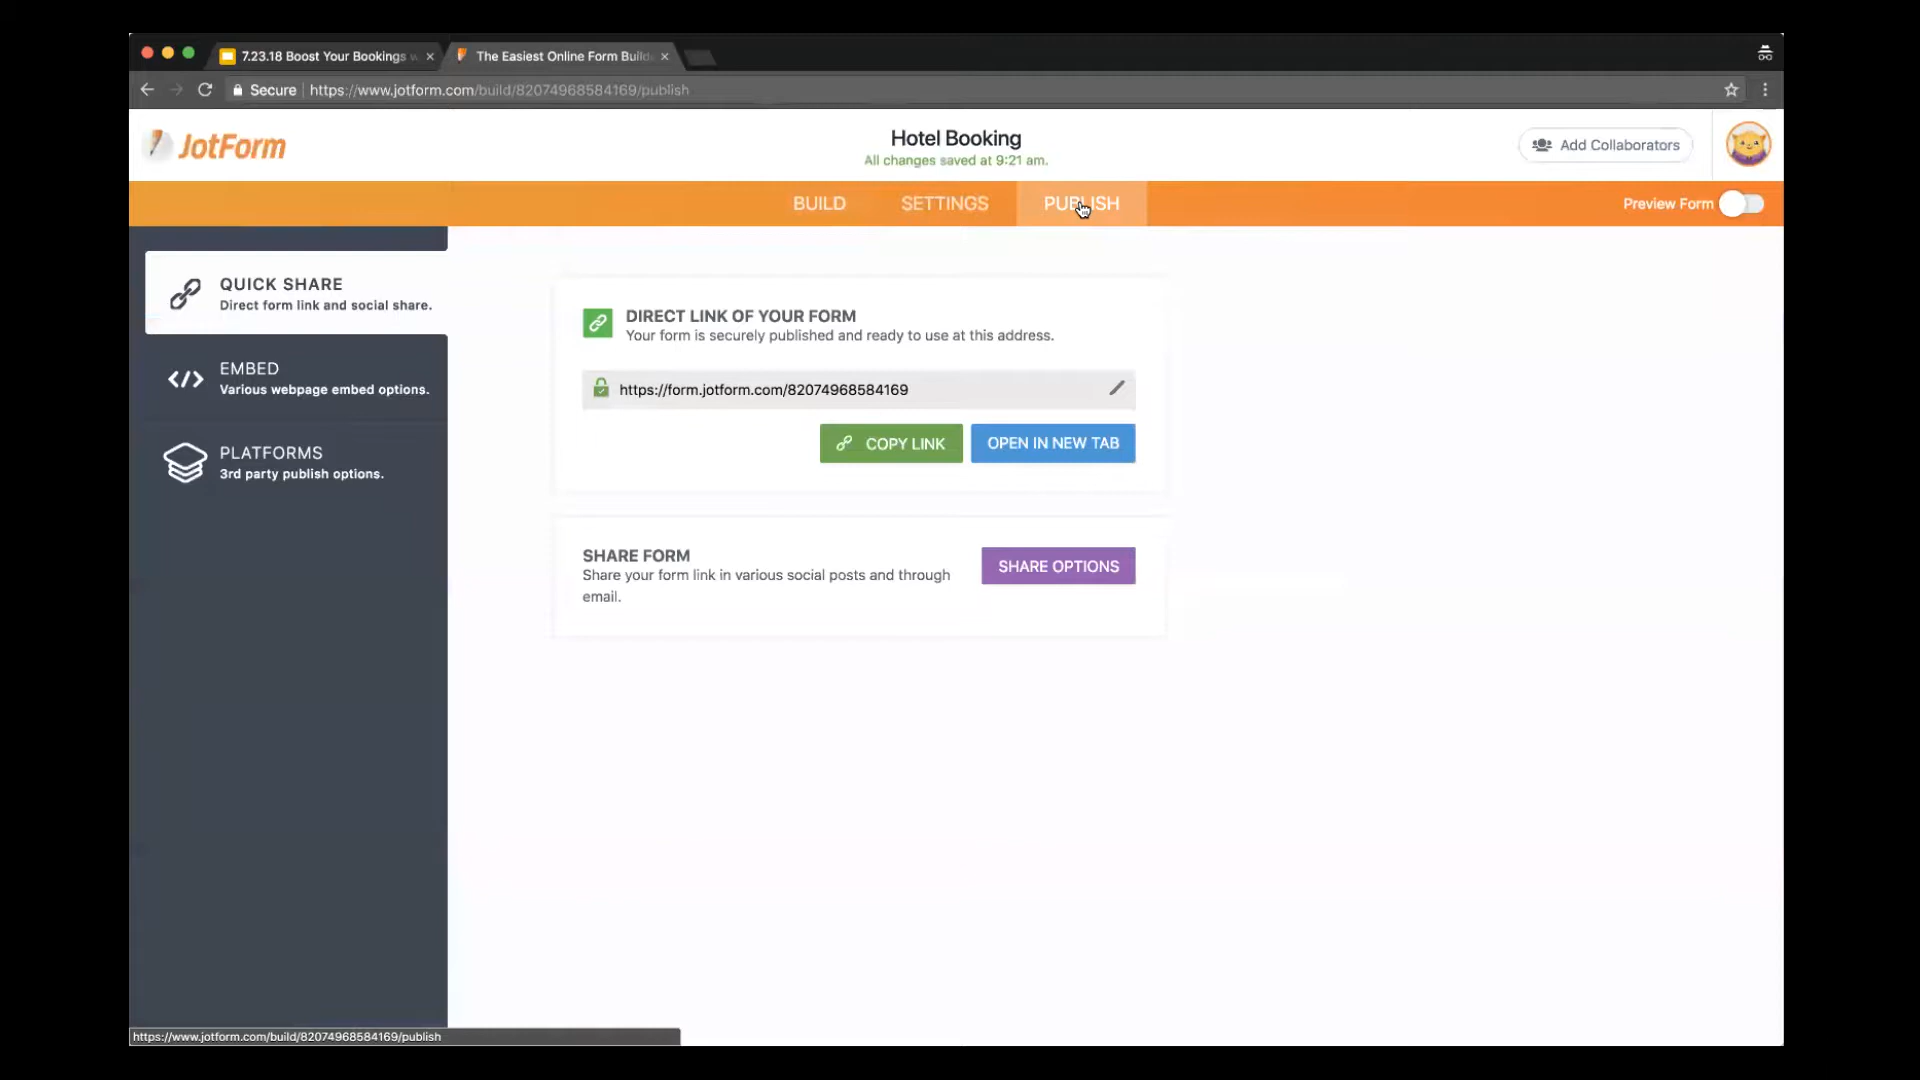 7.23.18 Boost Your Bookings
The Easiest Online Form Build
Secure | https://www.jotform.com/build/82074968584169/publish
JotForm
Hotel Booking
All changes saved at 9:21 am.
Add Collaborators
BUILD
SETTINGS
PUBLISH
Preview Form
QUICK SHARE
Direct form link and social share.
EMBED
Various webpage embed options.
PLATFORMS
3rd party publish options.
DIRECT LINK OF YOUR FORM
Your form is securely published and ready to use at this address.
https://form.jotform.com/82074968584169
COPY LINK
OPEN IN NEW TAB
SHARE FORM
Share your form link in various social posts and through
email.
SHARE OPTIONS
https://www.jotform.com/build/82074968584169/publish